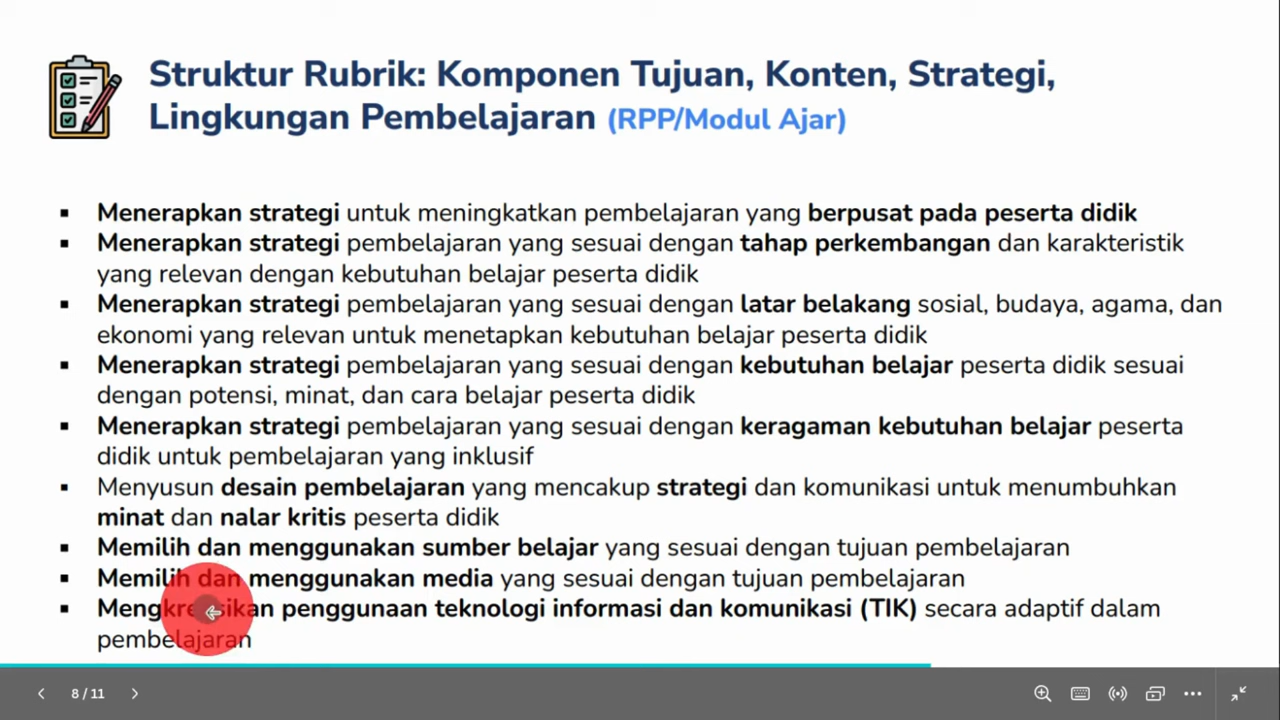 Struktur Rubrik: Komponen Tujuan, Konten, Strategi,
Lingkungan Pembelajaran (RPP/Modul Ajar)
▪ Menerapkan strategi untuk meningkatkan pembelajaran yang berpusat pada peserta didik
▪ Menerapkan strategi pembelajaran yang sesuai dengan tahap perkembangan dan karakteristik
yang relevan dengan kebutuhan belajar peserta didik
▪ Menerapkan strategi pembelajaran yang sesuai dengan latar belakang sosial, budaya, agama, dan
ekonomi yang relevan untuk menetapkan kebutuhan belajar peserta didik
▪ Menerapkan strategi pembelajaran yang sesuai dengan kebutuhan belajar peserta didik sesuai
dengan potensi, minat, dan cara belajar peserta didik
▪ Menerapkan strategi pembelajaran yang sesuai dengan keragaman kebutuhan belajar peserta
didik untuk pembelajaran yang inklusif
▪ Menyusun desain pembelajaran yang mencakup strategi dan komunikasi untuk menumbuhkan
minat dan nalar kritis peserta didik
▪ Memilih dan menggunakan sumber belajar yang sesuai dengan tujuan pembelajaran
▪ Memilih dan menggunakan media yang sesuai dengan tujuan pembelajaran
▪ Mengkreasikan penggunaan teknologi informasi dan komunikasi (TIK) secara adaptif dalam
pembelajaran
8 / 11